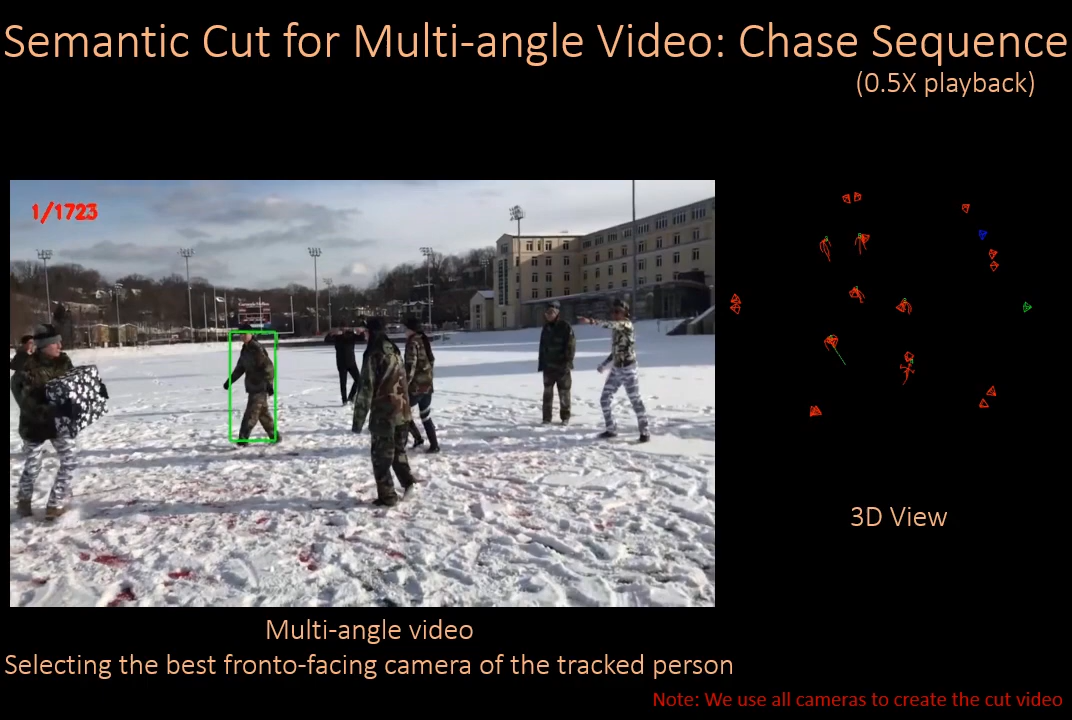 Semantic Cut for Multi-angle Video: Chase Sequence
(0.5X playback)
1/1723
3D View
Multi-angle video
Selecting the best fronto-facing camera of the tracked person
Note: We use all cameras to create the cut video